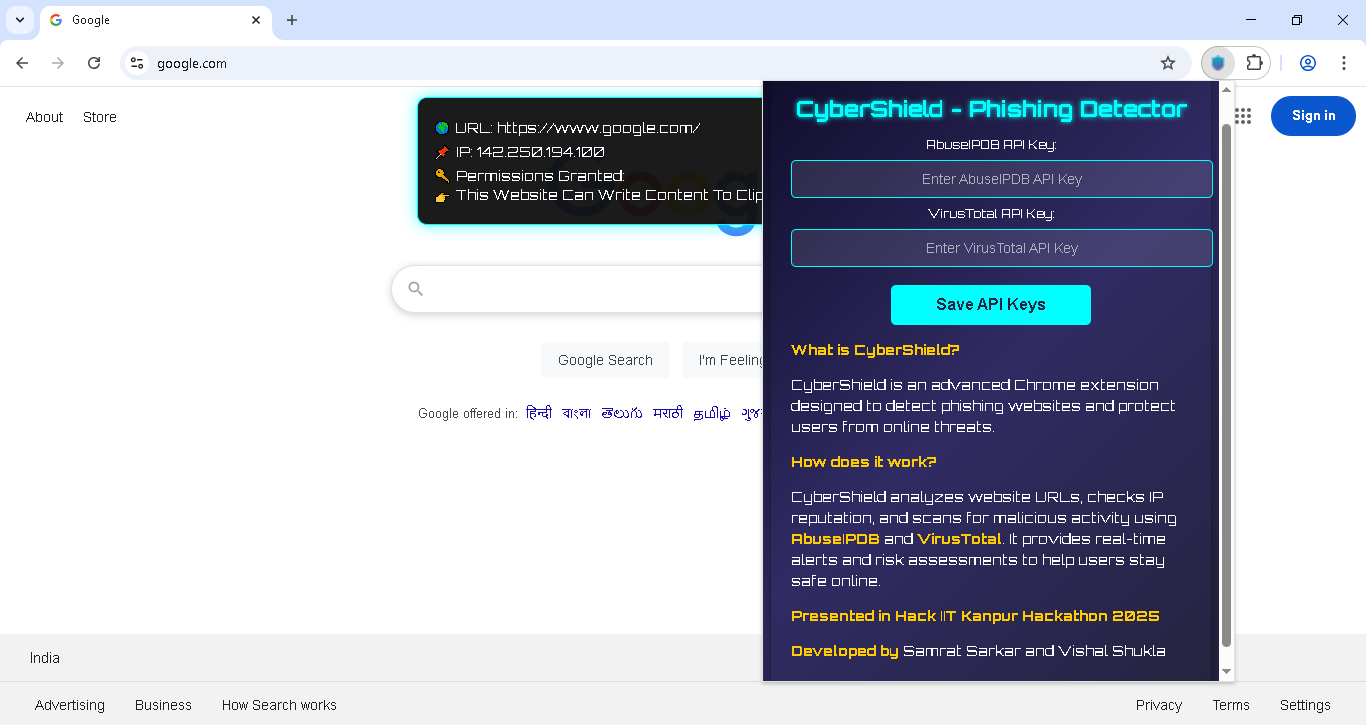 Google
google.com
About Store
Sign in
URL: https://www.google.com/
IP: 142.250.194.100
Permissions Granted:
This Website Can Write Content To Clip
Google Search I'm Feeling
Google offered in: हिन्दी বাংলা తెలుగు मराठी தமிழ்
CyberShield - Phishing Detector
AbuseIPDB API Key:
Enter AbuseIPDB API Key
VirusTotal API Key:
Enter VirusTotal API Key
Save API Keys
What is CyberShield?
CyberShield is an advanced Chrome extension
designed to detect phishing websites and protect
users from online threats.
How does it work?
CyberShield analyzes website URLs, checks IP
reputation, and scans for malicious activity using
AbuseIPDB and VirusTotal. It provides real-time
alerts and risk assessments to help users stay
safe online.
Presented in Hack IIT Kanpur Hackathon 2025
Developed by Samrat Sarkar and Vishal Shukla
India
Advertising Business How Search works
Privacy Terms Settings